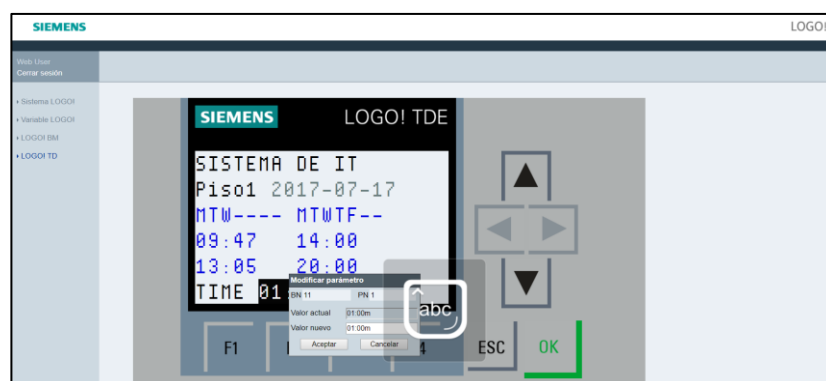 SIEMENS
LOGO!
Web User
Cerrar sesión
Sistema LOGO!
Variable LOGO!
LOGO! BM
LOGO! TD
SIEMENS LOGO! TDE
SISTEMA DE IT
Piso1 2017-07-17
MTW---- MTWTF--
09:47 14:00
13:05 20:00
TIME 01
Modificar parámetro
BN 11 PN 1
Valor actual 01:00m
Valor nuevo 01:00m
Aceptar Cancelar
abc
F1 4 ESC OK